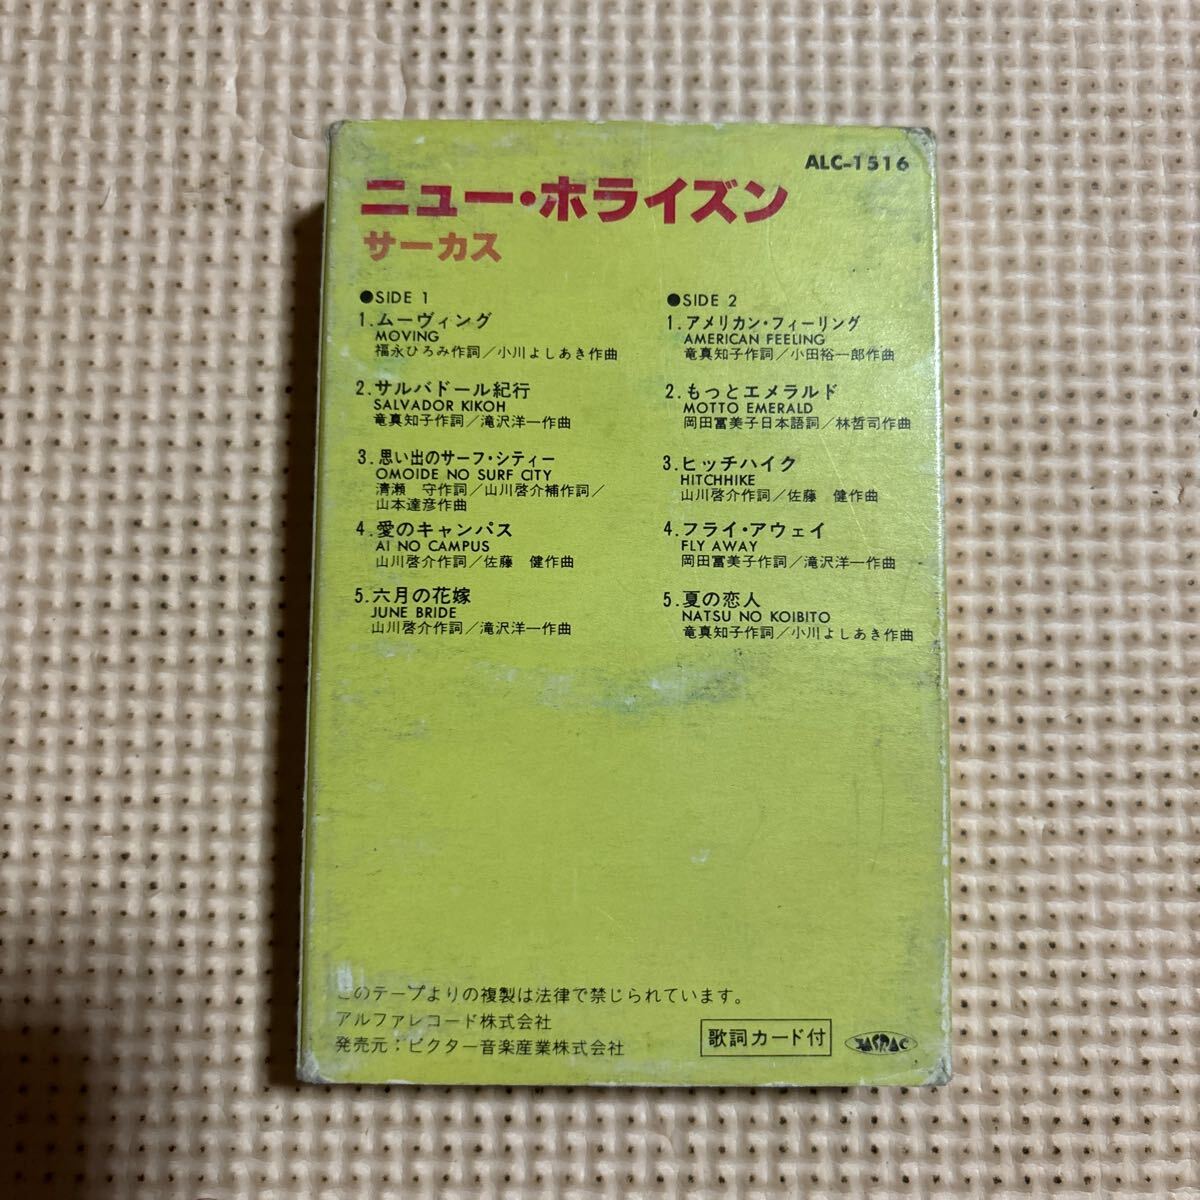 ALC-1516
ニュー・ホライズン
サーカス
●SIDE 1
1.ムーヴィング
MOVING
福永ひろみ作詞／小川よしあき作曲
2.サルバドール紀行
SALVADOR KIKOH
竜真知子作詞／滝沢洋一作曲
3.思い出のサーフ・シティー
OMOIDE NO SURF CITY
清瀬　守作詞／山川啓介補作詞／
山本達彦作曲
4.愛のキャンパス
AI NO CAMPUS
山川啓介作詞／佐藤　健作曲
5.六月の花嫁
JUNE BRIDE
山川啓介作詞／滝沢洋一作曲
●SIDE 2
1.アメリカン・フィーリング
AMERICAN FEELING
竜真知子作詞／小田裕一郎作曲
2.もっとエメラルド
MOTTO EMERALD
岡田冨美子日本語詞／林哲司作曲
3.ヒッチハイク
HITCHHIKE
山川啓介作詞／佐藤　健作曲
4.フライ・アウェイ
FLY AWAY
岡田冨美子作詞／滝沢洋一作曲
5.夏の恋人
NATSU NO KOIBITO
竜真知子作詞／小川よしあき作曲
このテープよりの複製は法律で禁じられています。
アルファレコード株式会社
発売元：ビクター音楽産業株式会社
歌詞カード付
JASRAC